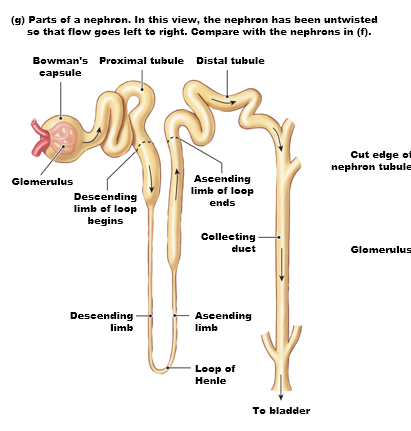 (g) Parts of a nephron. In this view, the nephron has been untwisted
so that flow goes left to right. Compare with the nephrons in (f).
Bowman's
capsule
Proximal tubule
Distal tubule
Glomerulus
Descending
limb of loop
begins
Ascending
limb of loop
ends
Cut edge of
nephron tubule
Collecting
duct
Glomerulus
Descending
limb
Ascending
limb
Loop of
Henle
To bladder